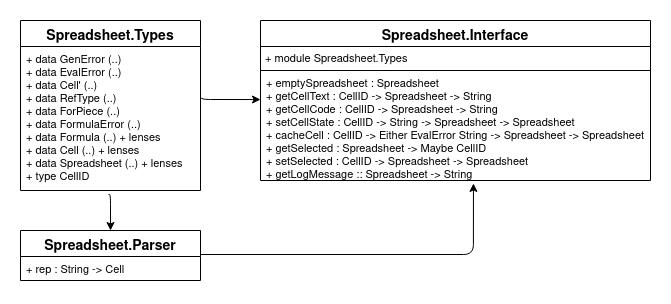 Spreadsheet.Types
+ data GenError (..)
+ data EvalError (..)
+ data Cell' (..)
+ data RefType (..)
+ data ForPiece (..)
+ data FormulaError (..)
+ data Formula (..) + lenses
+ data Cell (..) + lenses
+ data Spreadsheet (..) + lenses
+ type CellID
Spreadsheet.Interface
+ module Spreadsheet.Types
+ emptySpreadsheet : Spreadsheet
+ getCellText : CellID -> Spreadsheet -> String
+ getCellCode : CellID -> Spreadsheet -> String
+ setCellState : CellID -> String -> Spreadsheet -> Spreadsheet
+ cacheCell : CellID -> Either EvalError String -> Spreadsheet -> Spreadsheet
+ getSelected : Spreadsheet -> Maybe CellID
+ setSelected : CellID -> Spreadsheet -> Spreadsheet
+ getLogMessage :: Spreadsheet -> String
Spreadsheet.Parser
+ rep : String -> Cell